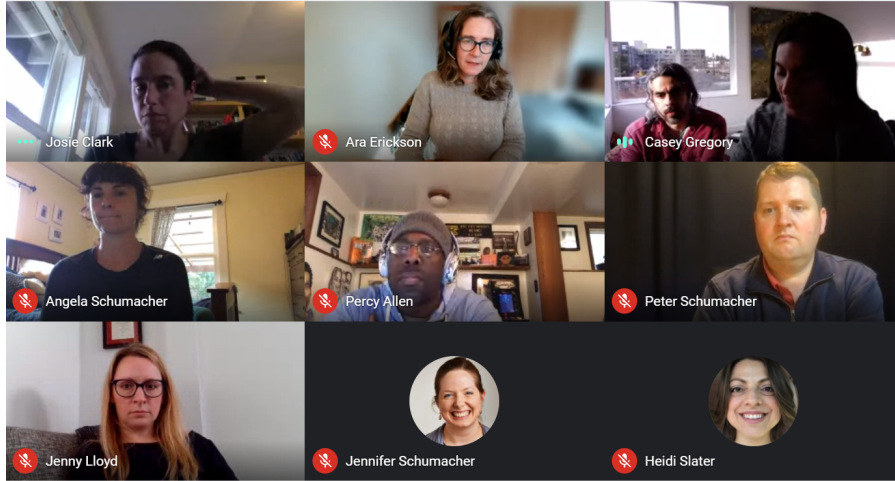 Josie Clark
Ara Erickson
Casey Gregory
Angela Schumacher
Percy Allen
Peter Schumacher
Jenny Lloyd
Jennifer Schumacher
Heidi Slater